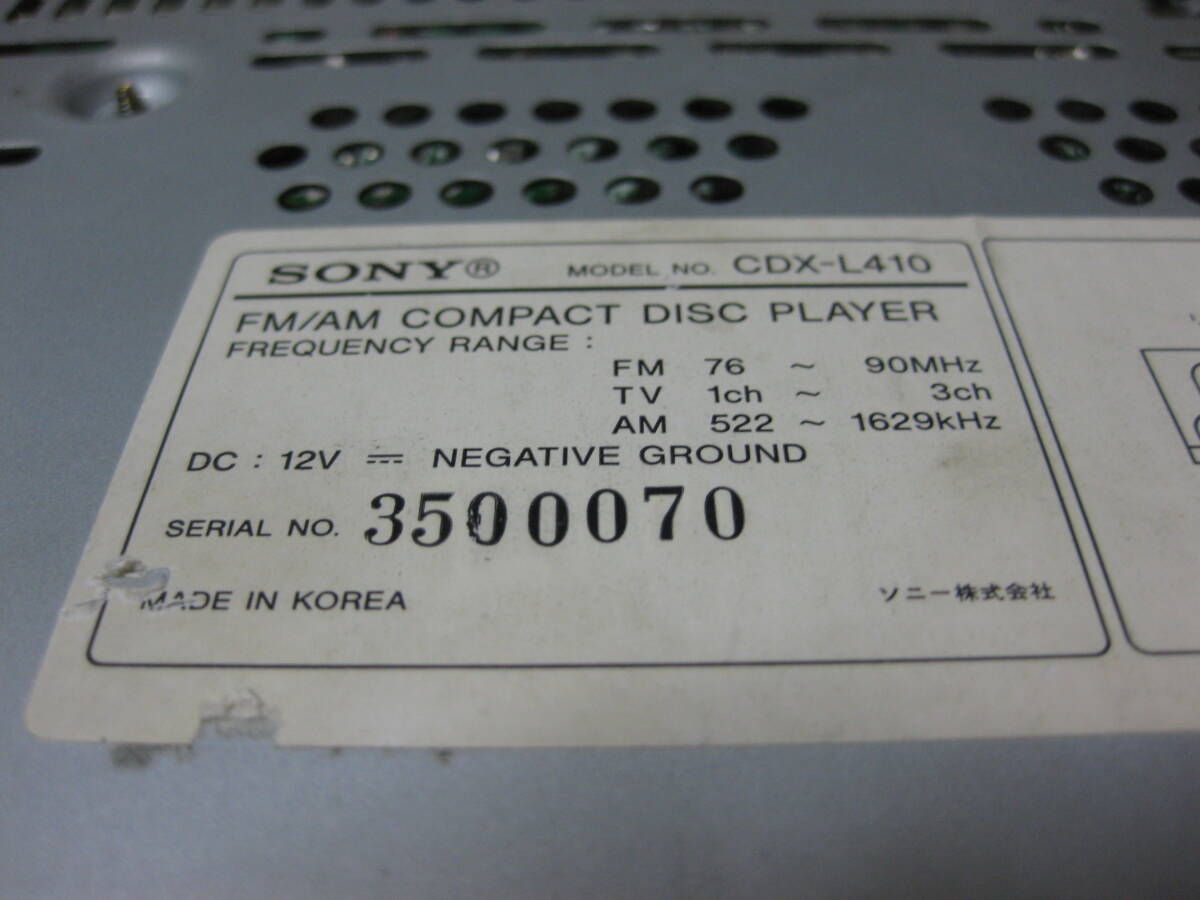 SONY® MODEL NO. CDX-L410
FM/AM COMPACT DISC PLAYER
FREQUENCY RANGE :
FM 76 ~ 90MHz
TV 1ch ~ 3ch
AM 522 ~ 1629kHz
DC : 12V ⎓ NEGATIVE GROUND
SERIAL NO. 3500070
MADE IN KOREA
ソニー株式会社